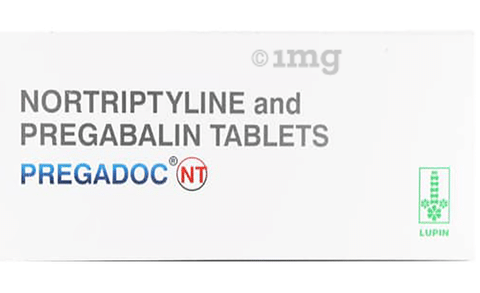 ©1mg
NORTRIPTYLINE and
PREGABALIN TABLETS
PREGADOC® NT
LUPIN